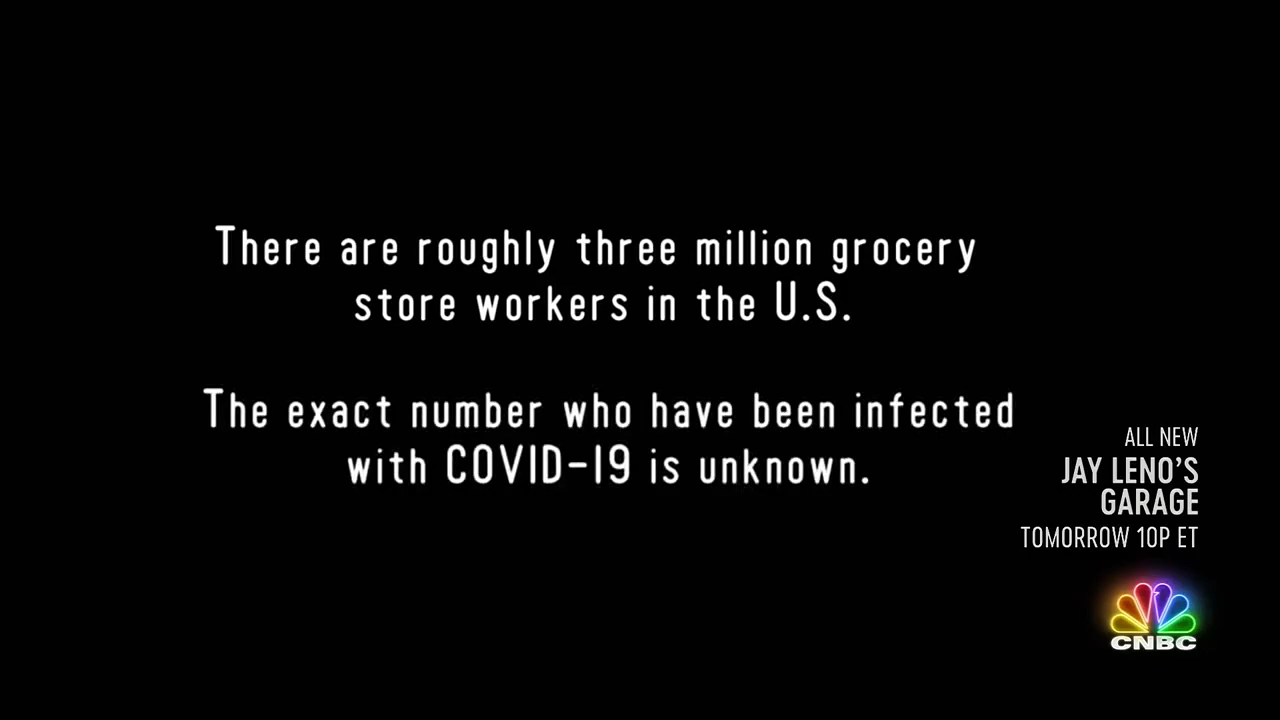 There are roughly three million grocery
store workers in the U.S.
The exact number who have been infected
with COVID-19 is unknown.
ALL NEW
JAY LENO'S
GARAGE
TOMORROW 10P ET
CNBC